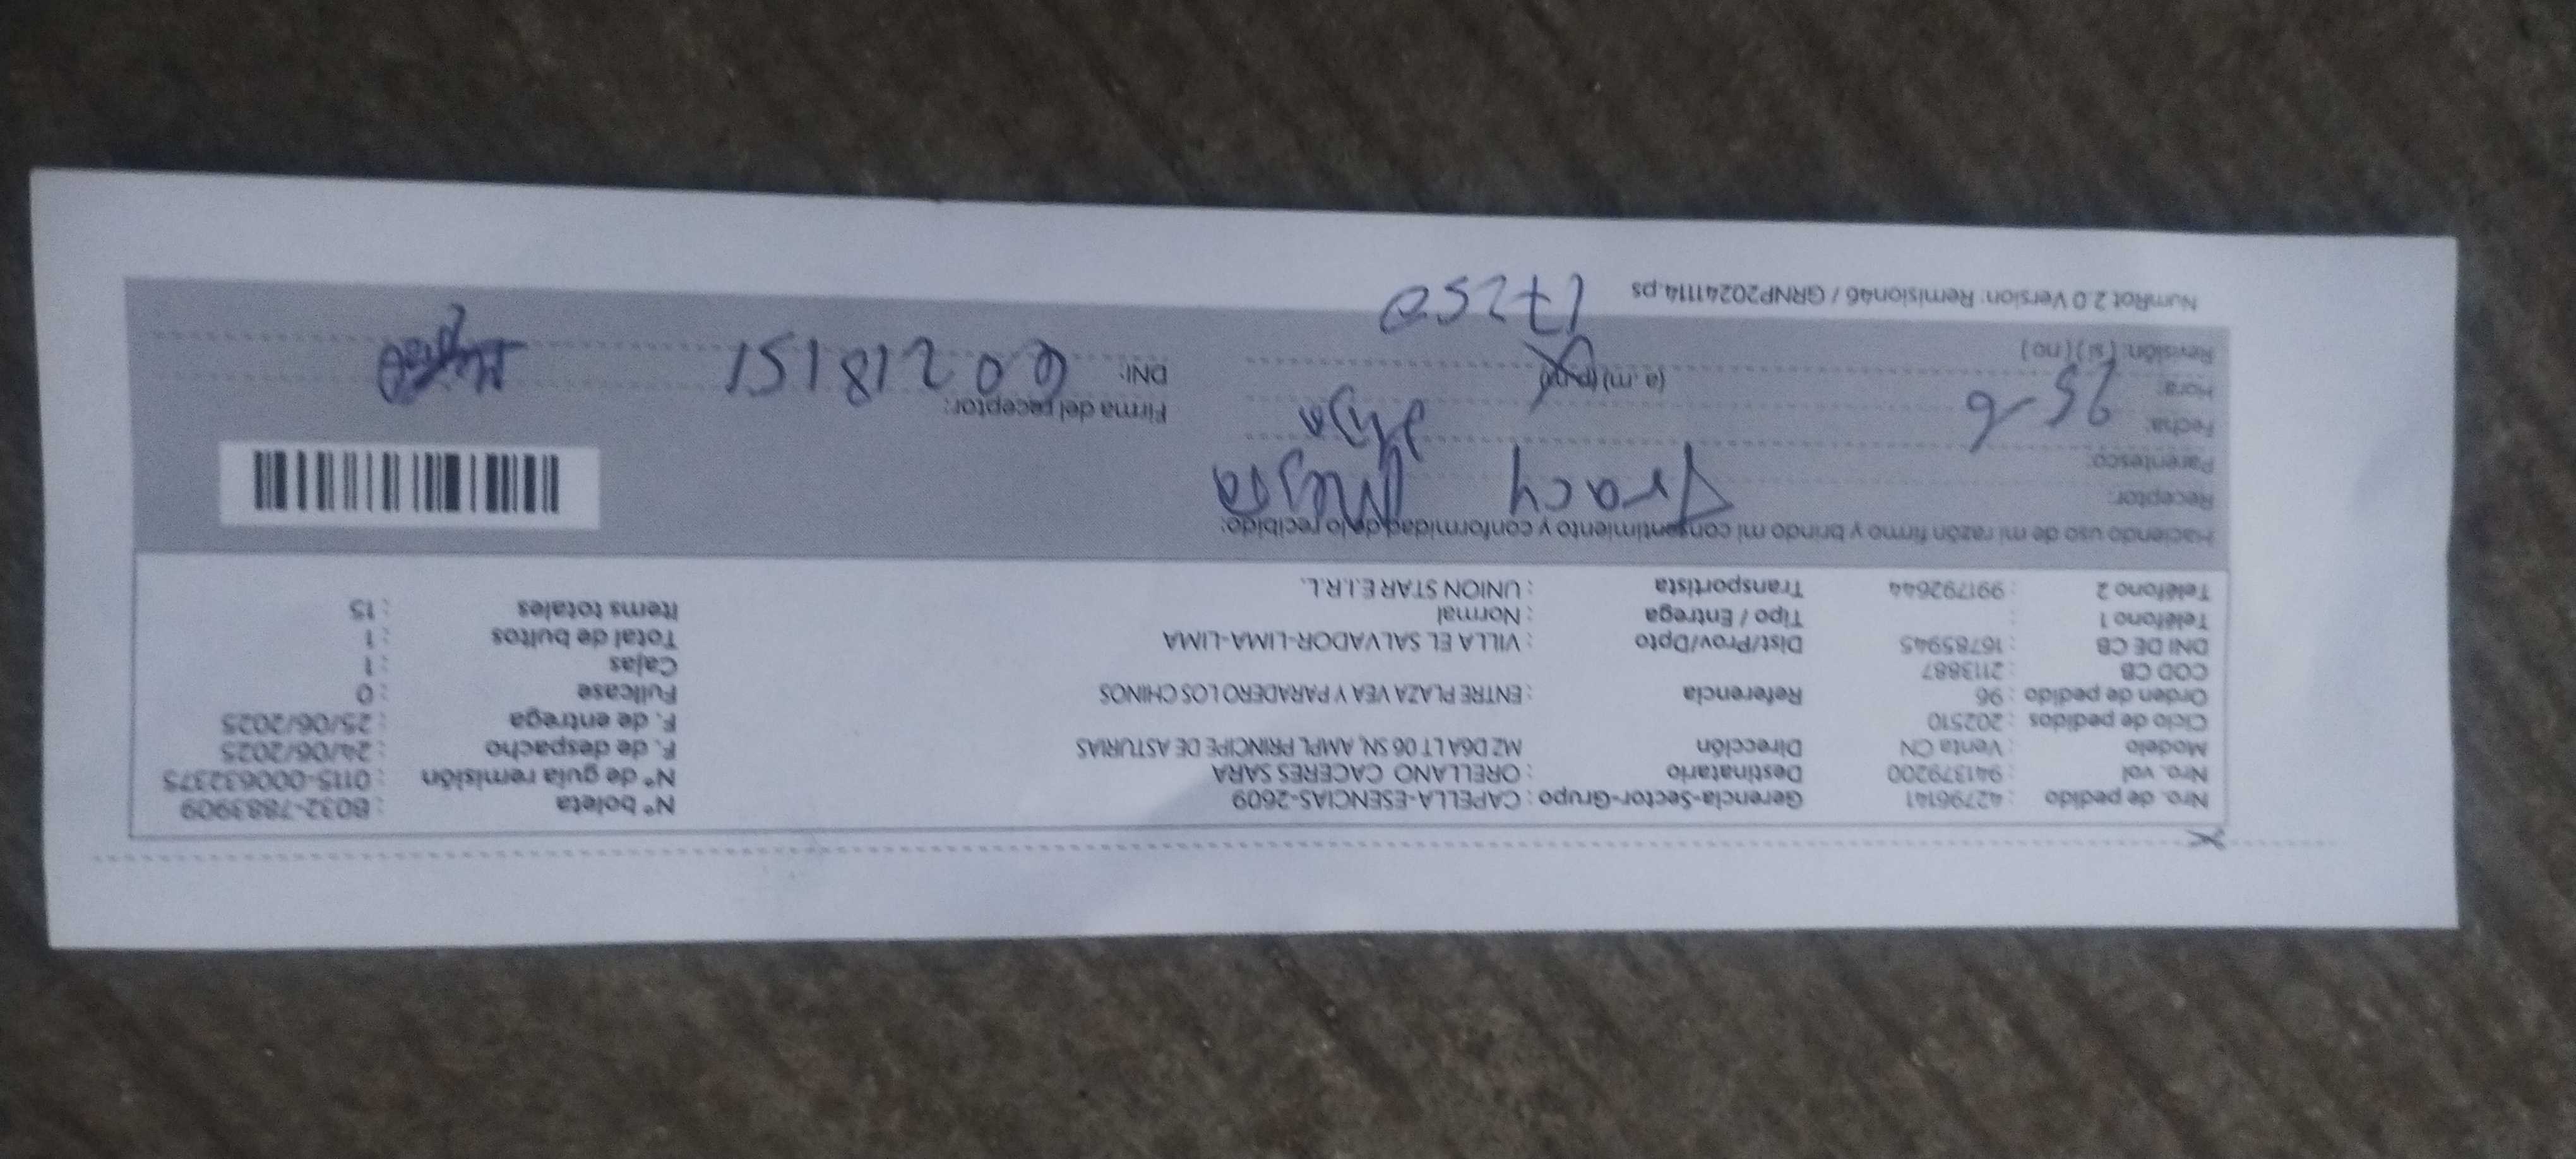 Nro. de pedido : 42796141 Gerencia-Sector-Grupo : CAPELLA-ESENCIAS-2609 N° boleta : B032-7883909
Nro. vol : 941379200 Destinatario : ORELLANO CACERES SARA N° de guía remisión : 0115-000632375
Modelo : Venta CN Dirección MZ D6A LT 06 SN, AMPL PRINCIPE DE ASTURIAS F. de despacho : 24/06/2025
Ciclo de pedidos : 202510 F. de entrega : 25/06/2025
Orden de pedido : 96 Referencia : ENTRE PLAZA VEA Y PARADERO LOS CHINOS Fullcase : 0
COD CB : 2113887 Cajas : 1
DNI DE CB : 16785945 Dist/Prov/Dpto : VILLA EL SALVADOR-LIMA-LIMA Total de bultos : 1
Teléfono 1 : Tipo / Entrega : Normal Items totales : 15
Teléfono 2 : 991792644 Transportista : UNION STAR E.I.R.L.
Haciendo uso de mi razón firmo y brindo mi consentimiento y conformidad de lo recibido:
Receptor: Tracy
Parentesco: Hija
Fecha: 25-6 Firma del receptor:
Hora: (a. m) (p.m) DNI: 60218151
Revisión: (si) (no)
17250
NumRot 2.0 Version: Remision46 / GRNP20241114.ps